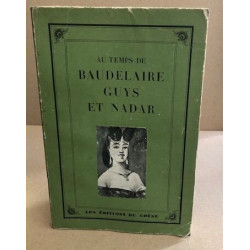 AU TEMPS DE
BAUDELAIRE
GUYS
ET NADAR
LES ÉDITIONS DU CHÊNE